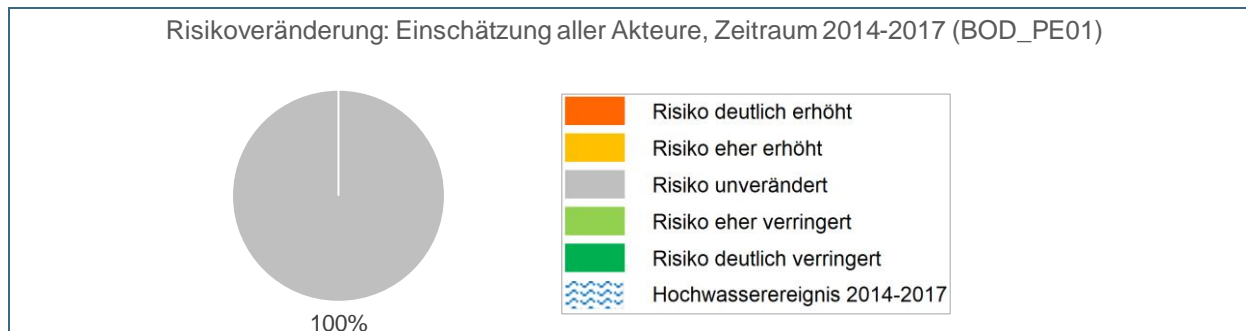 Risikoveränderung: Einschätzung aller Akteure, Zeitraum 2014-2017 (BOD_PE01)
Risiko deutlich erhöht
Risiko eher erhöht
Risiko unverändert
Risiko eher verringert
Risiko deutlich verringert
Hochwasserereignis 2014-2017
100%